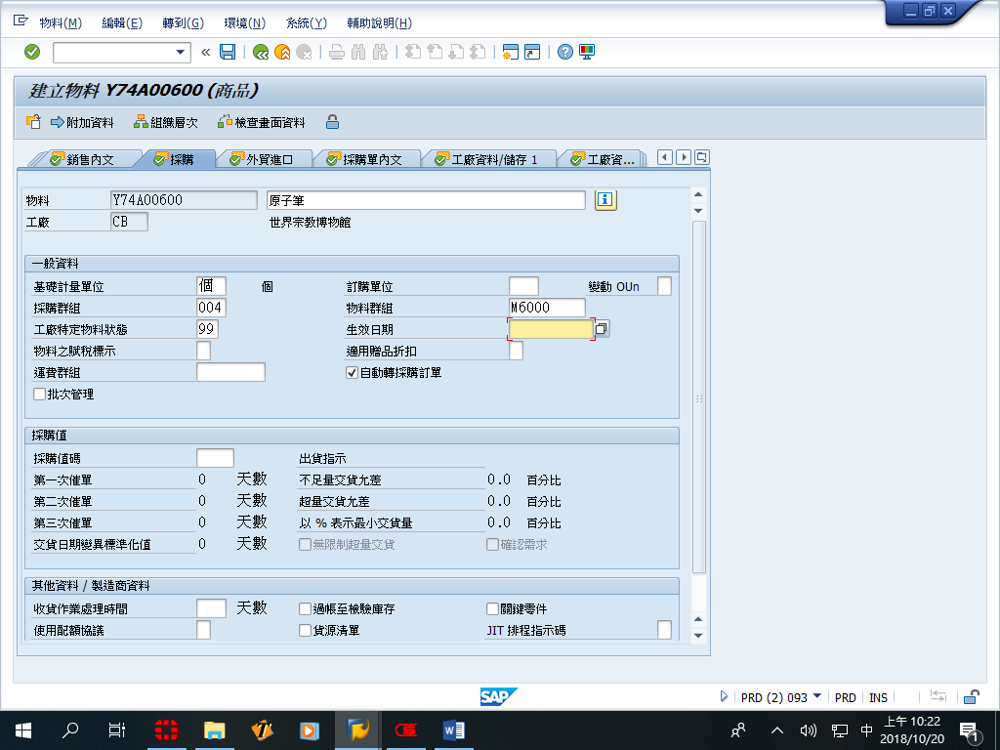 物料(M) 編輯(E) 轉到(G) 環境(N) 系統(Y) 輔助說明(H)
建立物料 Y74A00600 (商品)
附加資料 組織層次 檢查畫面資料
銷售內文 採購 外貿進口 採購單內文 工廠資料/儲存 1 工廠資...
物料 Y74A00600 原子筆
工廠 CB 世界宗教博物館
一般資料
基礎計量單位 個 個 訂購單位 變動 OUn
採購群組 004 物料群組 M6000
工廠特定物料狀態 99 生效日期
物料之賦稅標示 適用贈品折扣
運費群組 自動轉採購訂單
批次管理
採購值
採購值碼 出貨指示
第一次催單 0 天數 不足量交貨允差 0.0 百分比
第二次催單 0 天數 超量交貨允差 0.0 百分比
第三次催單 0 天數 以 % 表示最小交貨量 0.0 百分比
交貨日期變異標準化值 0 天數 無限制超量交貨 確認需求
其他資料 / 製造商資料
收貨作業處理時間 天數 過帳至檢驗庫存 關鍵零件
使用配額協議 貨源清單 JIT 排程指示碼
SAP PRD (2) 093 PRD INS
中 上午 10:22
2018/10/20 1